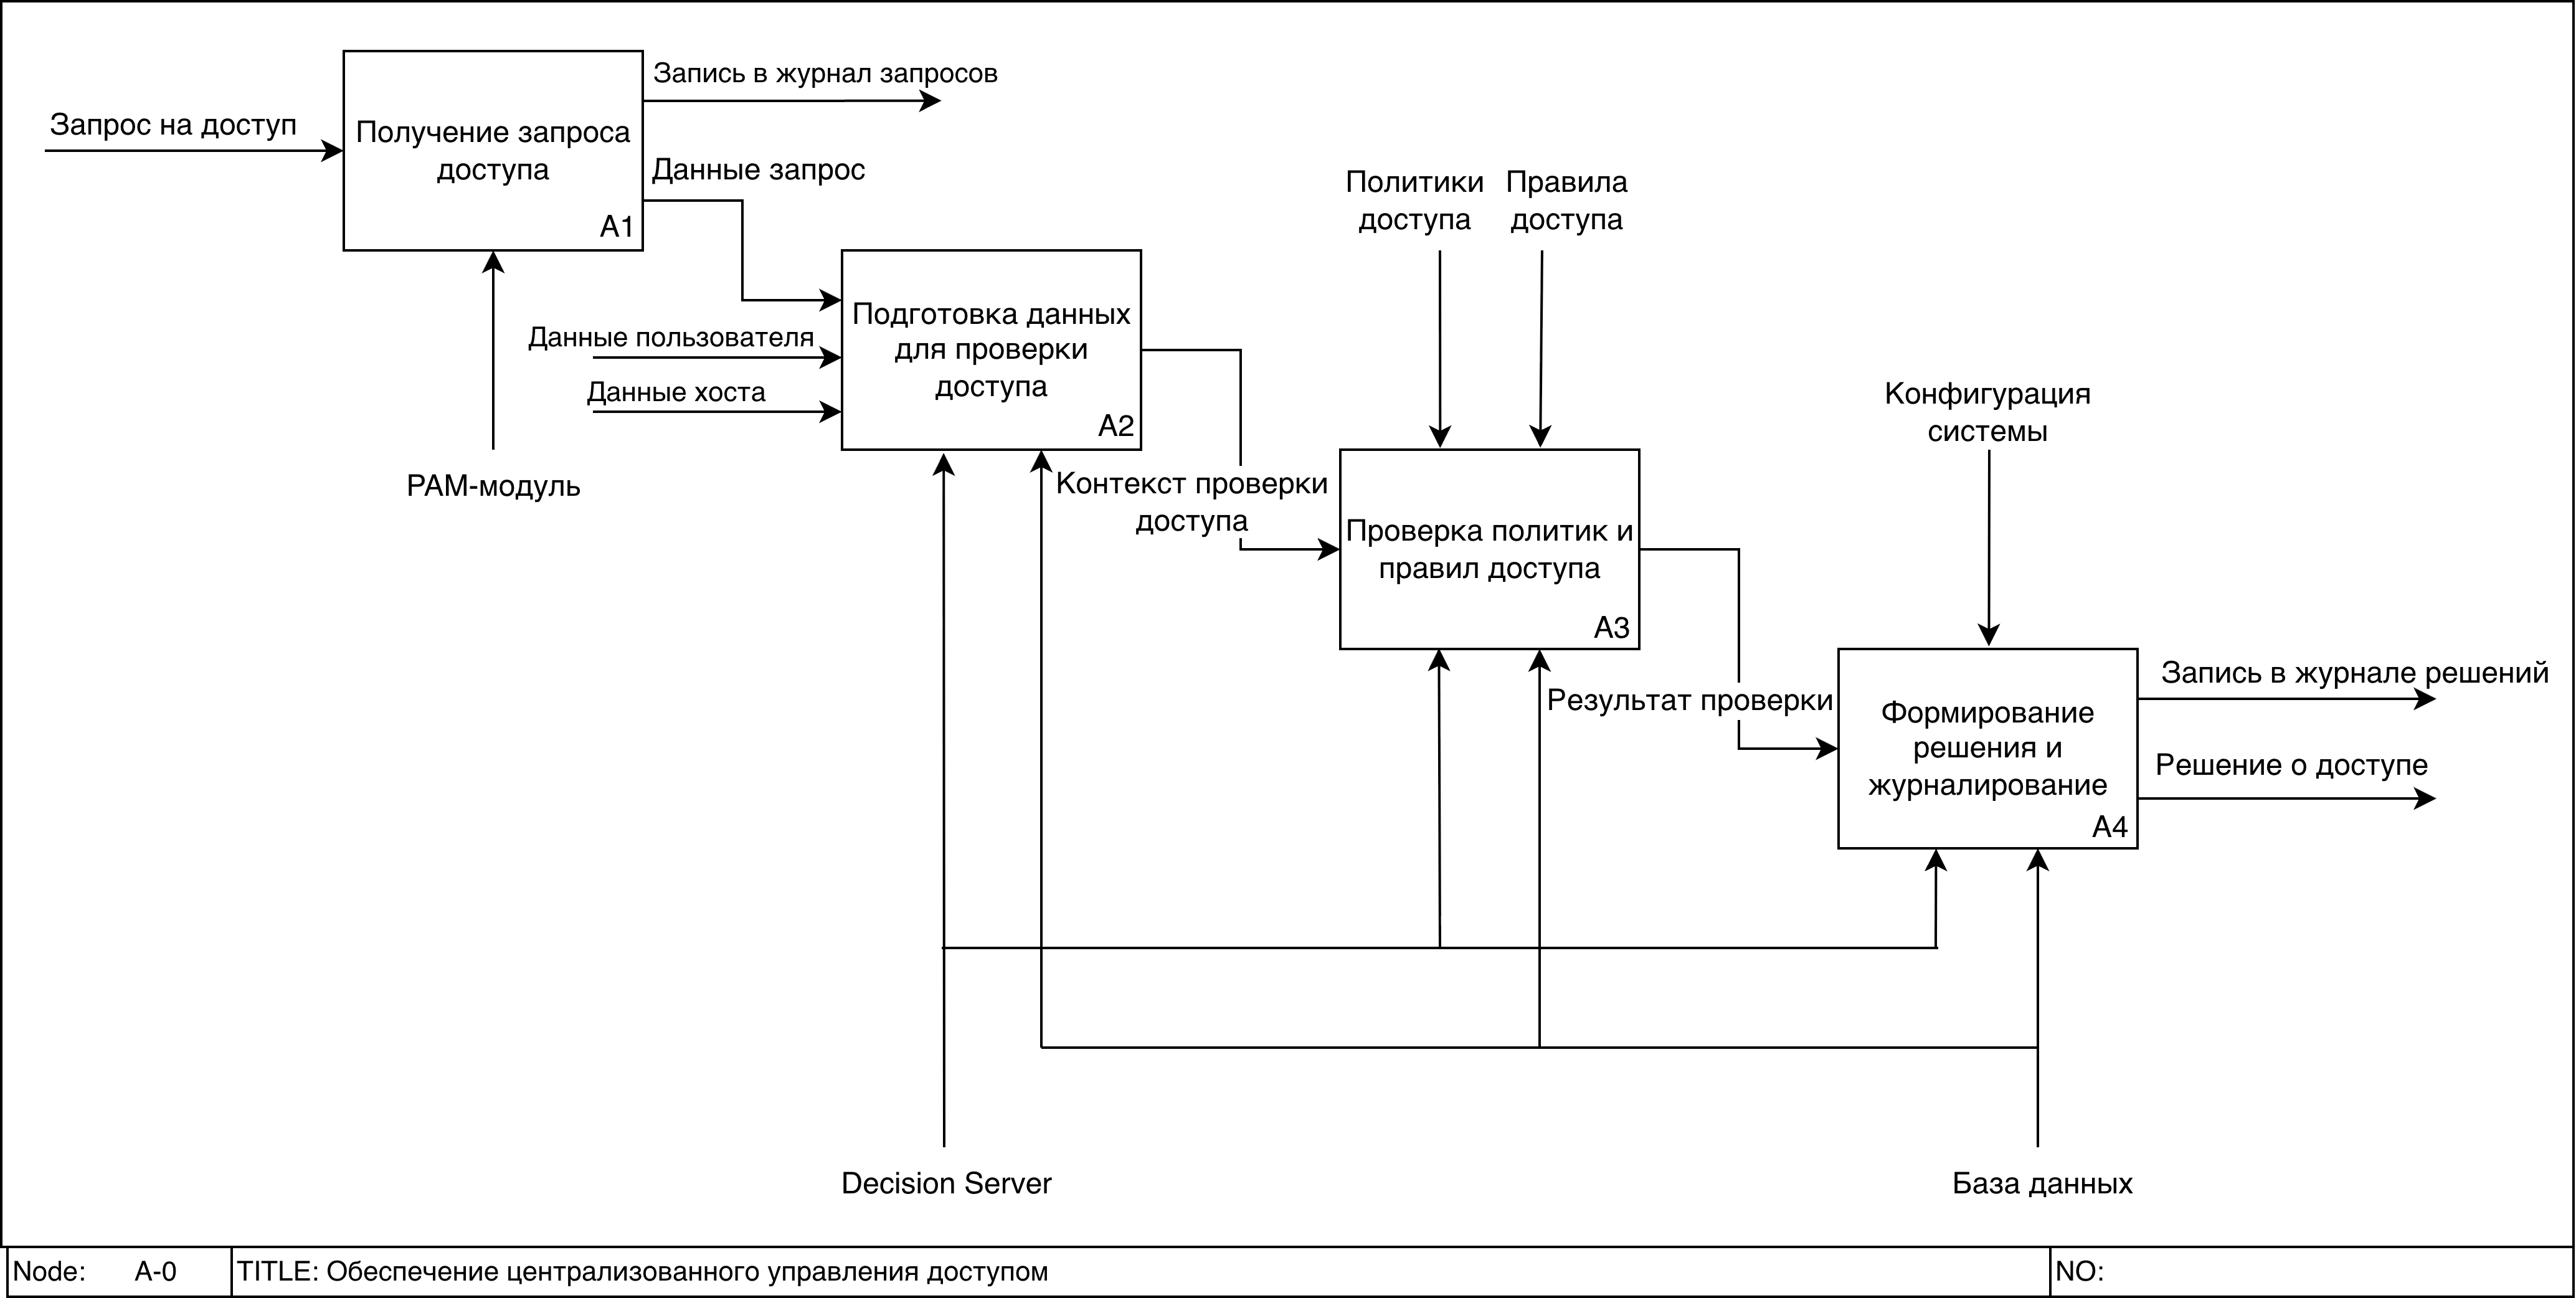 Запись в журнал запросов
Запрос на доступ
Получение запроса
доступа
A1
Данные запрос
Политики
доступа
Правила
доступа
Подготовка данных
для проверки
доступа
A2
Данные пользователя
Данные хоста
Конфигурация
системы
PAM-модуль
Контекст проверки
доступа
Проверка политик и
правил доступа
A3
Результат проверки
Формирование
решения и
журналирование
A4
Запись в журнале решений
Решение о доступе
Decision Server
База данных
Node: A-0
TITLE: Обеспечение централизованного управления доступом
NO: